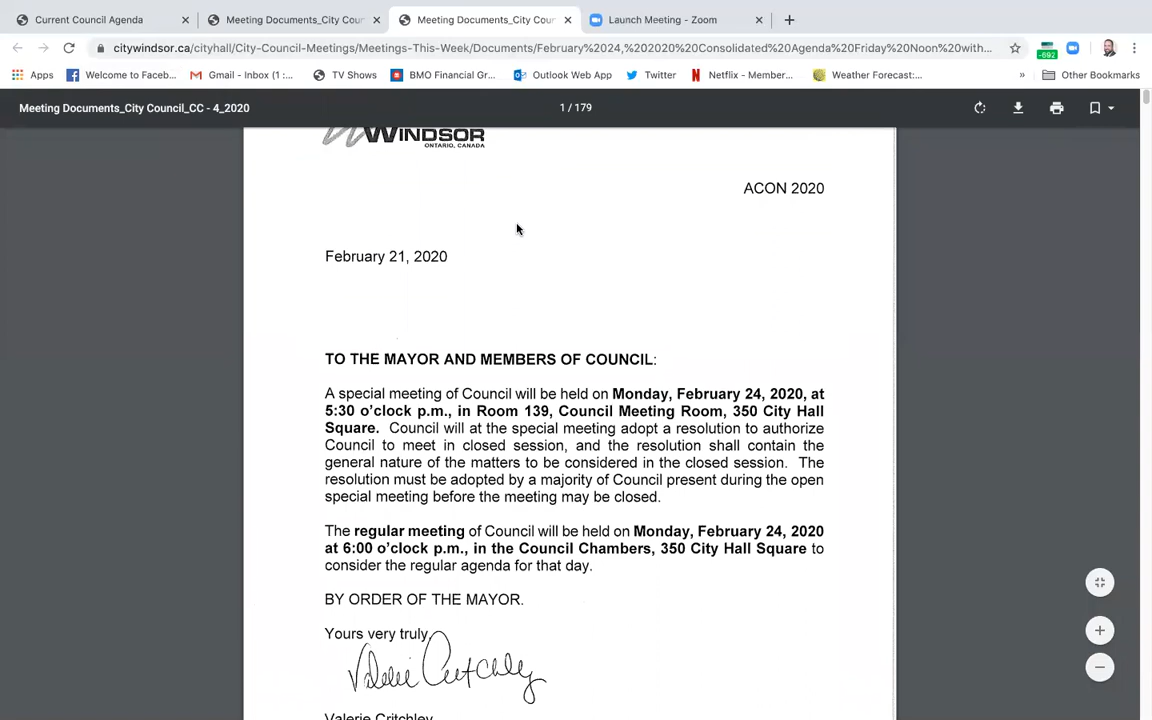 Current Council Agenda
Meeting Documents_City Coun
Meeting Documents_City Coun
Launch Meeting - Zoom
citywindsor.ca/cityhall/City-Council-Meetings/Meetings-This-Week/Documents/February%2024,%202020%20Consolidated%20Agenda%20Friday%20Noon%20with...
-692
Apps
Welcome to Faceb...
Gmail - Inbox (1 :...
TV Shows
BMO Financial Gr...
Outlook Web App
Twitter
Netflix - Member...
Weather Forecast:...
»
Other Bookmarks
Meeting Documents_City Council_CC - 4_2020
1 / 179
WINDSOR
ONTARIO, CANADA
ACON 2020
February 21, 2020
TO THE MAYOR AND MEMBERS OF COUNCIL:
A special meeting of Council will be held on Monday, February 24, 2020, at
5:30 o'clock p.m., in Room 139, Council Meeting Room, 350 City Hall
Square. Council will at the special meeting adopt a resolution to authorize
Council to meet in closed session, and the resolution shall contain the
general nature of the matters to be considered in the closed session. The
resolution must be adopted by a majority of Council present during the open
special meeting before the meeting may be closed.
The regular meeting of Council will be held on Monday, February 24, 2020
at 6:00 o'clock p.m., in the Council Chambers, 350 City Hall Square to
consider the regular agenda for that day.
BY ORDER OF THE MAYOR.
Yours very truly,
Valerie Critchley
Valerie Critchley